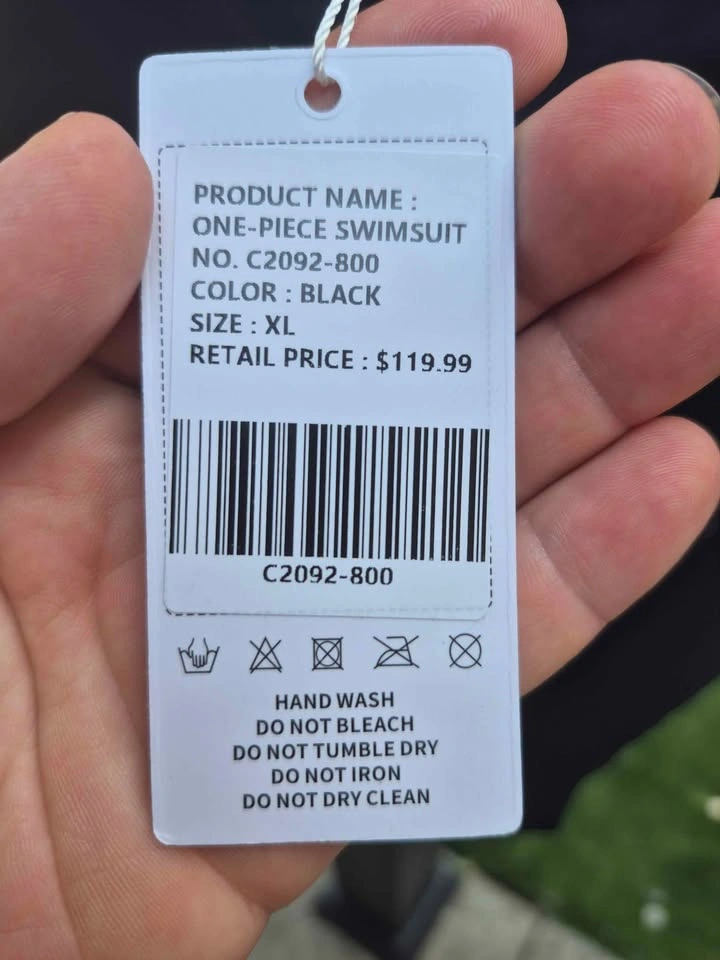 PRODUCT NAME :
ONE-PIECE SWIMSUIT
NO. C2092-800
COLOR : BLACK
SIZE : XL
RETAIL PRICE : $119.99
C2092-800
HAND WASH
DO NOT BLEACH
DO NOT TUMBLE DRY
DO NOT IRON
DO NOT DRY CLEAN